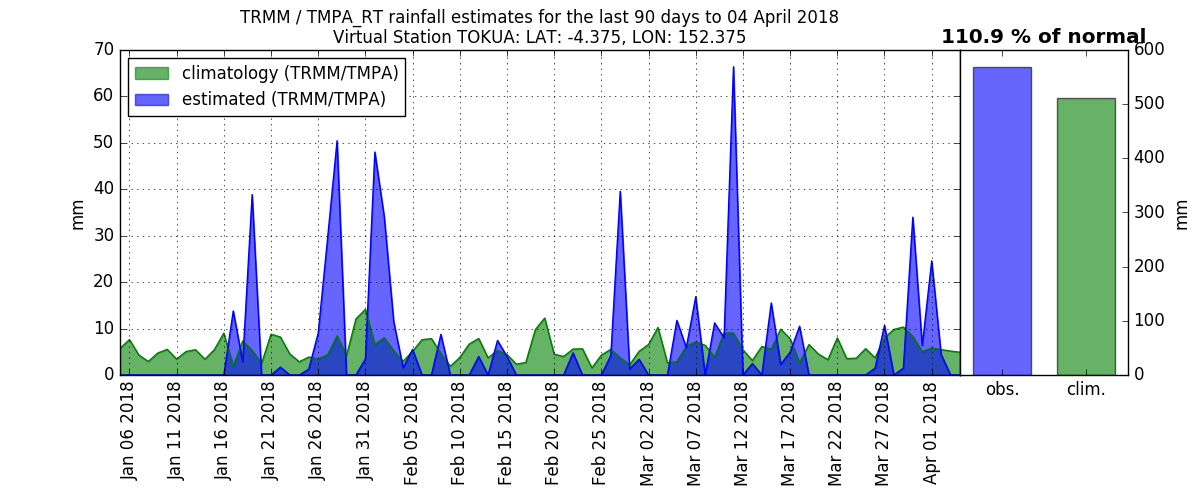 TRMM / TMPA_RT rainfall estimates for the last 90 days to 04 April 2018
Virtual Station TOKUA: LAT: -4.375, LON: 152.375
110.9 % of normal
climatology (TRMM/TMPA)
estimated (TRMM/TMPA)
70
60
50
40
30
20
10
0
mm
Jan 06 2018
Jan 11 2018
Jan 16 2018
Jan 21 2018
Jan 26 2018
Jan 31 2018
Feb 05 2018
Feb 10 2018
Feb 15 2018
Feb 20 2018
Feb 25 2018
Mar 02 2018
Mar 07 2018
Mar 12 2018
Mar 17 2018
Mar 22 2018
Mar 27 2018
Apr 01 2018
obs.
clim.
600
500
400
300
200
100
0
mm